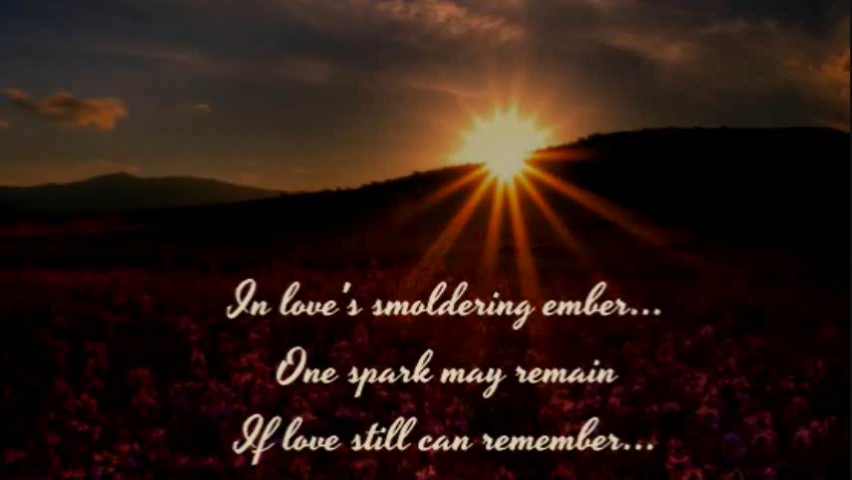 In love's smoldering ember...
One spark may remain
If love still can remember...